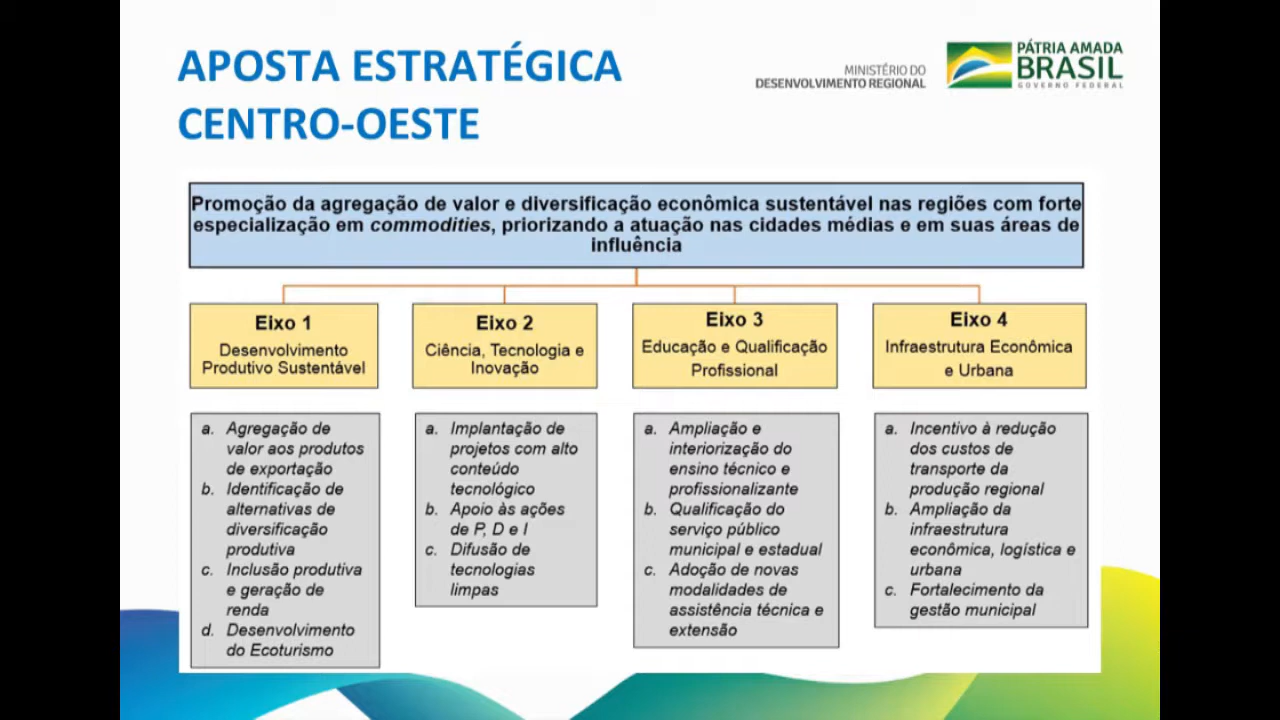 APOSTA ESTRATÉGICA
CENTRO-OESTE
MINISTÉRIO DO
DESENVOLVIMENTO REGIONAL
PÁTRIA AMADA
BRASIL
GOVERNO FEDERAL
Promoção da agregação de valor e diversificação econômica sustentável nas regiões com forte
especialização em commodities, priorizando a atuação nas cidades médias e em suas áreas de
influência
Eixo 1
Desenvolvimento
Produtivo Sustentável
a. Agregação de
valor aos produtos
de exportação
b. Identificação de
alternativas de
diversificação
produtiva
c. Inclusão produtiva
e geração de
renda
d. Desenvolvimento
do Ecoturismo
Eixo 2
Ciência, Tecnologia e
Inovação
a. Implantação de
projetos com alto
conteúdo
tecnológico
b. Apoio às ações
de P, D e I
c. Difusão de
tecnologias
limpas
Eixo 3
Educação e Qualificação
Profissional
a. Ampliação e
interiorização do
ensino técnico e
profissionalizante
b. Qualificação do
serviço público
municipal e estadual
c. Adoção de novas
modalidades de
assistência técnica e
extensão
Eixo 4
Infraestrutura Econômica
e Urbana
a. Incentivo à redução
dos custos de
transporte da
produção regional
b. Ampliação da
infraestrutura
econômica, logística e
urbana
c. Fortalecimento da
gestão municipal